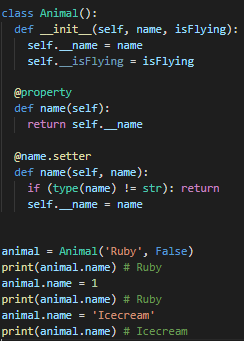 class Animal():
  def __init__(self, name, isFlying):
    self.__name = name
    self.__isFlying = isFlying

  @property
  def name(self):
    return self.__name

  @name.setter
  def name(self, name):
    if (type(name) != str): return
    self.__name = name


animal = Animal('Ruby', False)
print(animal.name) # Ruby
animal.name = 1
print(animal.name) # Ruby
animal.name = 'Icecream'
print(animal.name) # Icecream